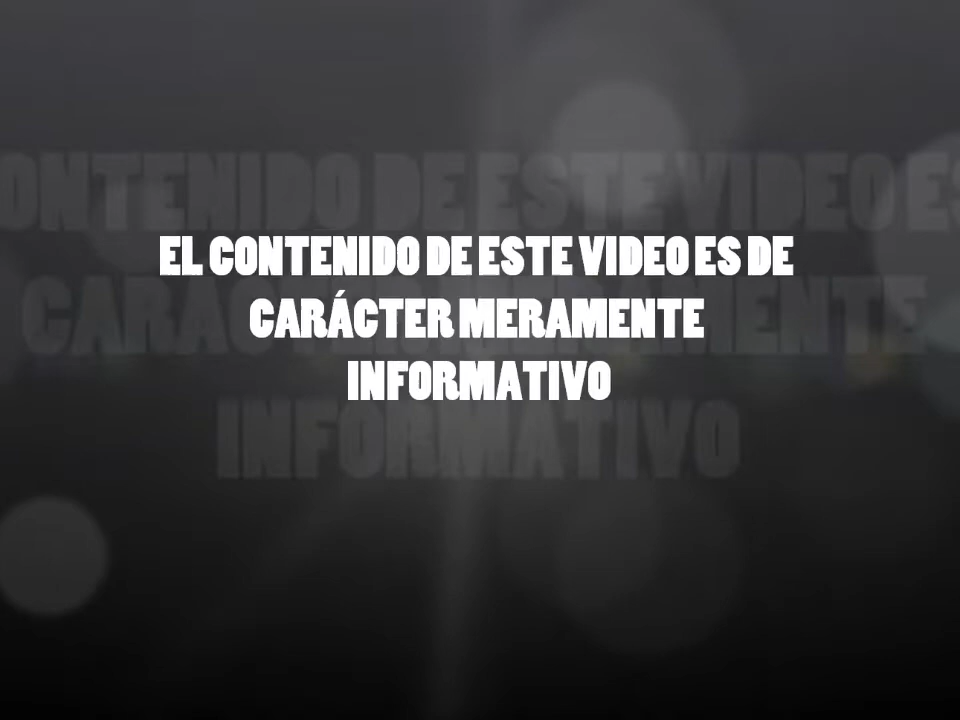 EL CONTENIDO DE ESTE VIDEO ES DE
CARÁCTER MERAMENTE
INFORMATIVO